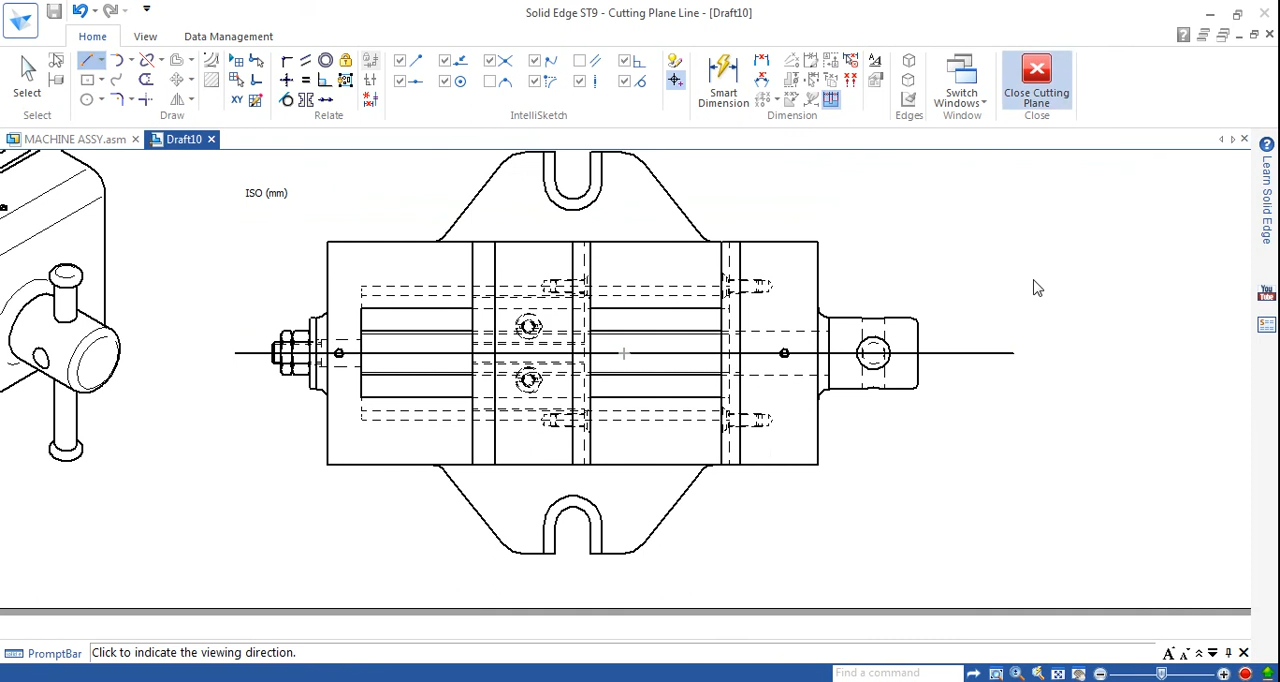 Solid Edge ST9 - Cutting Plane Line - [Draft10]
Home
View
Data Management
Select
Smart
Dimension
Switch
Windows
Close Cutting
Plane
Select
Draw
Relate
IntelliSketch
Dimension
Edges
Window
Close
MACHINE ASSY.asm
Draft10
ISO (mm)
Learn Solid Edge
You
Tube
PromptBar
Click to indicate the viewing direction.
Find a command